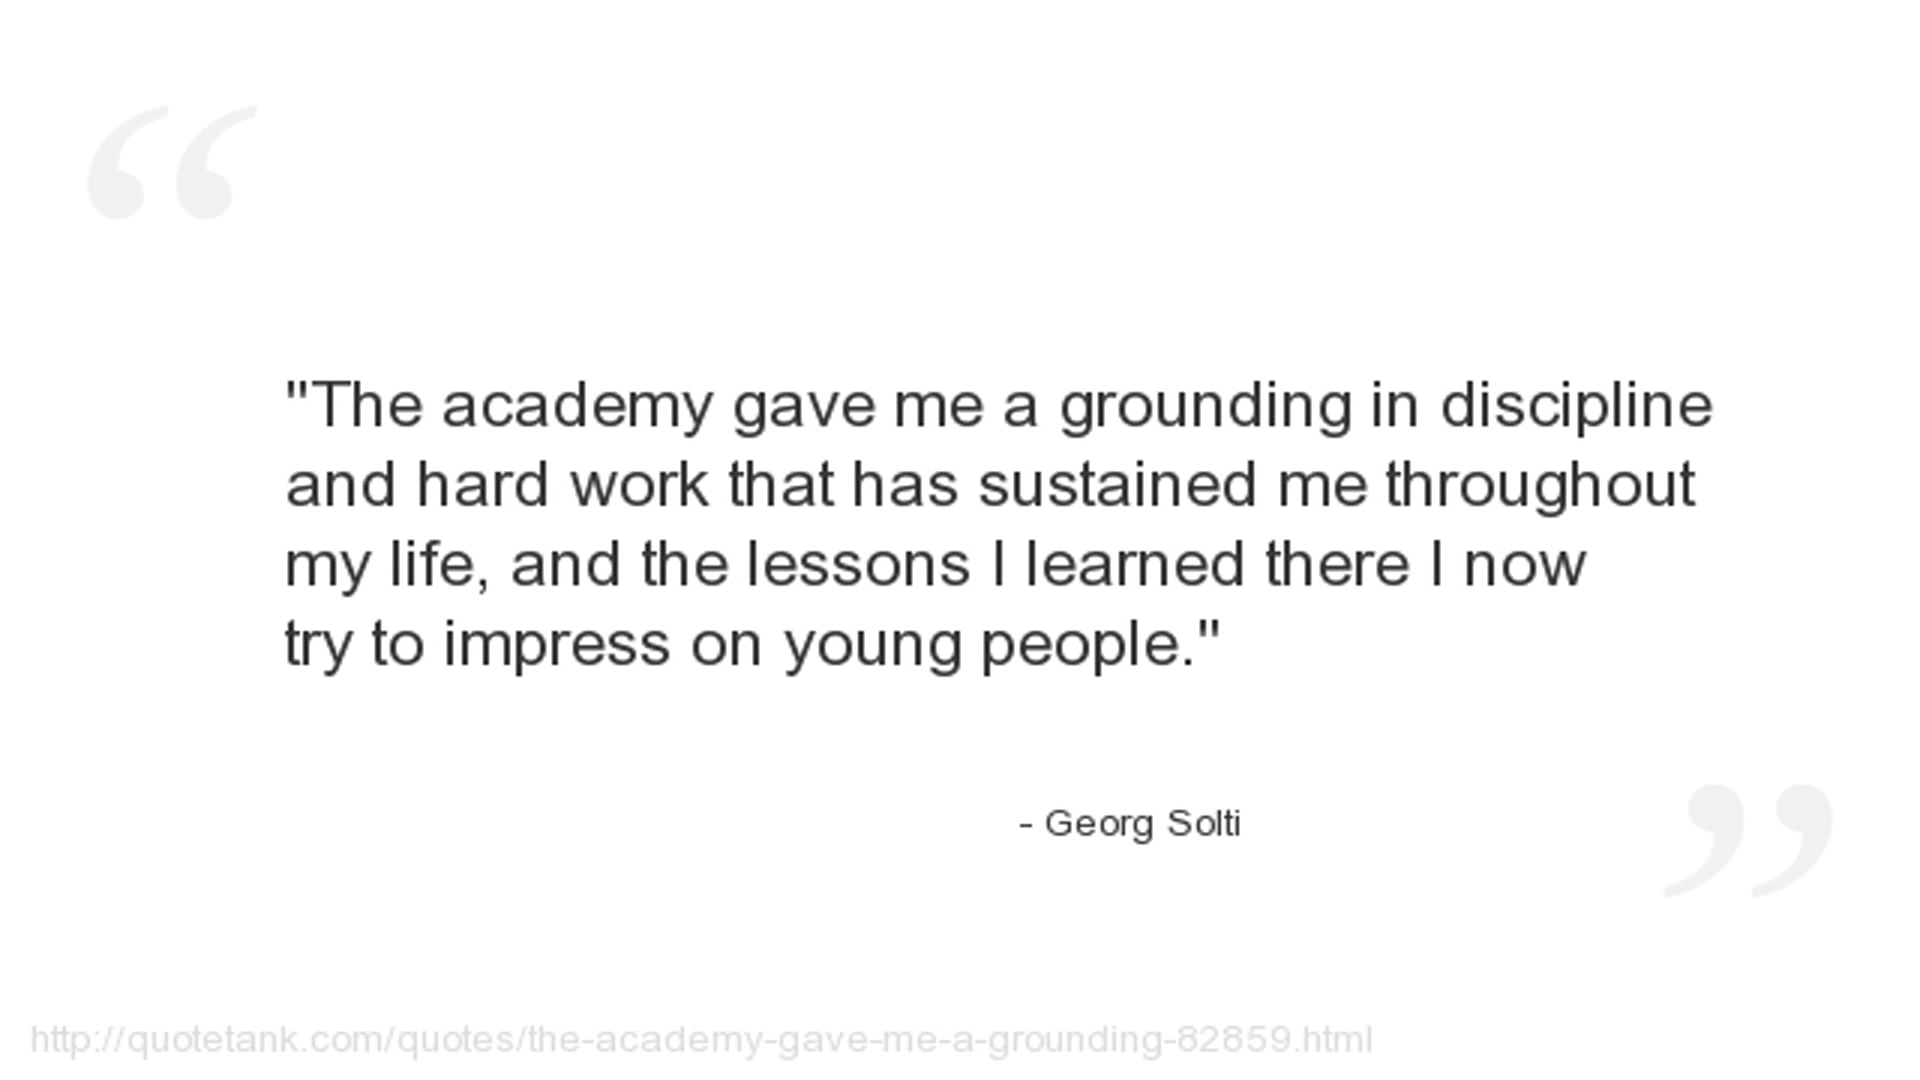 "The academy gave me a grounding in discipline
and hard work that has sustained me throughout
my life, and the lessons I learned there I now
try to impress on young people."
- Georg Solti
http://quotetank.com/quotes/the-academy-gave-me-a-grounding-82859.html